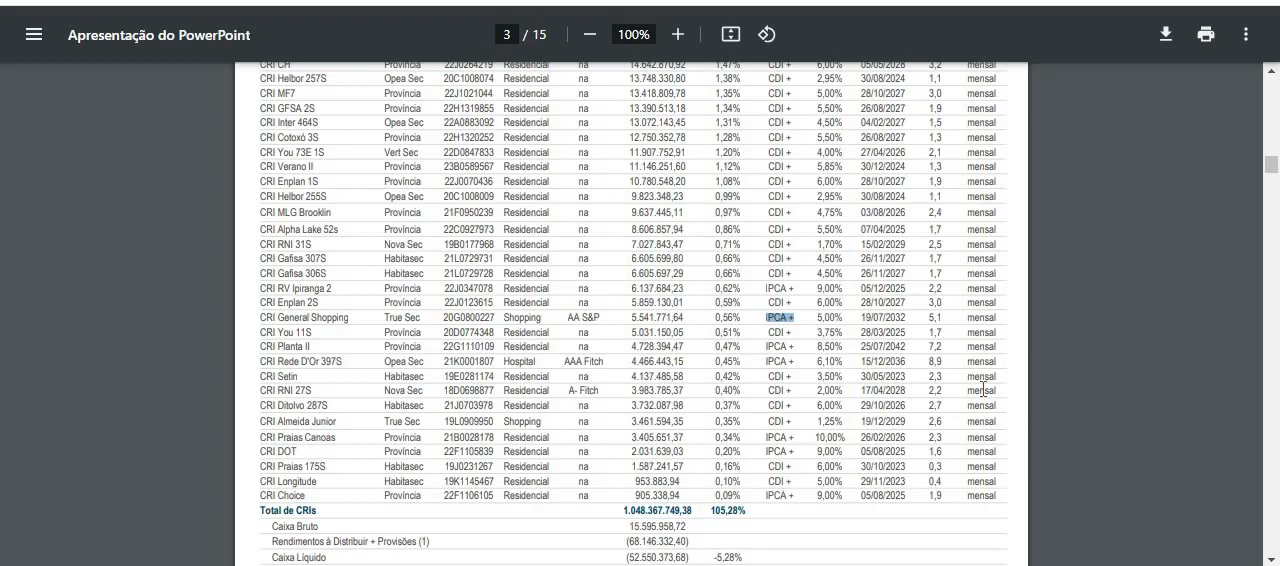 Apresentação do PowerPoint 3 / 15 100%
CRI CH Província 22J0264219 Residencial na 14.642.870,92 1,47% CDI + 6,00% 05/05/2028 3,2 mensal
CRI Helbor 257S Opea Sec 20C1008074 Residencial na 13.748.330,80 1,38% CDI + 2,95% 30/08/2024 1,1 mensal
CRI MF7 Província 22J1021044 Residencial na 13.418.809,78 1,35% CDI + 5,00% 28/10/2027 3,0 mensal
CRI GFSA 2S Província 22H1319855 Residencial na 13.390.513,18 1,34% CDI + 5,50% 26/08/2027 1,9 mensal
CRI Inter 464S Opea Sec 22A0883092 Residencial na 13.072.143,45 1,31% CDI + 4,50% 04/02/2027 1,5 mensal
CRI Cotoxó 3S Província 22H1320252 Residencial na 12.750.352,78 1,28% CDI + 5,50% 26/08/2027 1,3 mensal
CRI You 73E 1S Vert Sec 22D0847833 Residencial na 11.907.752,91 1,20% CDI + 4,00% 27/04/2026 2,1 mensal
CRI Verano II Província 23B0589567 Residencial na 11.146.251,60 1,12% CDI + 5,85% 30/12/2024 1,3 mensal
CRI Enplan 1S Província 22J0070436 Residencial na 10.780.548,20 1,08% CDI + 6,00% 28/10/2027 1,9 mensal
CRI Helbor 255S Opea Sec 20C1008009 Residencial na 9.823.348,23 0,99% CDI + 2,95% 30/08/2024 1,1 mensal
CRI MLG Brooklin Província 21F0950239 Residencial na 9.637.445,11 0,97% CDI + 4,75% 03/08/2026 2,4 mensal
CRI Alpha Lake 52s Província 22C0927973 Residencial na 8.606.857,94 0,86% CDI + 5,50% 07/04/2025 1,7 mensal
CRI RNI 31S Nova Sec 19B0177968 Residencial na 7.027.843,47 0,71% CDI + 1,70% 15/02/2029 2,5 mensal
CRI Gafisa 307S Habitasec 21L0729731 Residencial na 6.605.699,80 0,66% CDI + 4,50% 26/11/2027 1,7 mensal
CRI Gafisa 306S Habitasec 21L0729728 Residencial na 6.605.697,29 0,66% CDI + 4,50% 26/11/2027 1,7 mensal
CRI RV Ipiranga 2 Província 22J0347078 Residencial na 6.137.684,23 0,62% IPCA + 9,00% 05/12/2025 2,2 mensal
CRI Enplan 2S Província 22J0123615 Residencial na 5.859.130,01 0,59% CDI + 6,00% 28/10/2027 3,0 mensal
CRI General Shopping True Sec 20G0800227 Shopping AA S&P 5.541.771,64 0,56% IPCA + 5,00% 19/07/2032 5,1 mensal
CRI You 11S Província 20D0774348 Residencial na 5.031.150,05 0,51% CDI + 3,75% 28/03/2025 1,7 mensal
CRI Planta II Província 22G1110109 Residencial na 4.728.394,47 0,47% IPCA + 8,50% 25/07/2042 7,2 mensal
CRI Rede D'Or 397S Opea Sec 21K0001807 Hospital AAA Fitch 4.466.443,15 0,45% IPCA + 6,10% 15/12/2036 8,9 mensal
CRI Setin Habitasec 19E0281174 Residencial na 4.137.485,58 0,42% CDI + 3,50% 30/05/2023 2,3 mensal
CRI RNI 27S Nova Sec 18D0698877 Residencial A- Fitch 3.983.785,37 0,40% CDI + 2,00% 17/04/2028 2,2 mensal
CRI Ditolvo 287S Habitasec 21J0703978 Residencial na 3.732.087,98 0,37% CDI + 6,00% 29/10/2026 2,7 mensal
CRI Almeida Junior True Sec 19L0909950 Shopping na 3.461.594,35 0,35% CDI + 1,25% 19/12/2029 2,6 mensal
CRI Praias Canoas Província 21B0028178 Residencial na 3.405.651,37 0,34% IPCA + 10,00% 26/02/2026 2,3 mensal
CRI DOT Província 22F1105839 Residencial na 2.031.639,03 0,20% IPCA + 9,00% 05/08/2025 1,6 mensal
CRI Praias 175S Habitasec 19J0231267 Residencial na 1.587.241,57 0,16% CDI + 6,00% 30/10/2023 0,3 mensal
CRI Longitude Habitasec 19K1145467 Residencial na 953.883,94 0,10% CDI + 5,00% 29/11/2023 0,4 mensal
CRI Choice Província 22F1106105 Residencial na 905.338,94 0,09% IPCA + 9,00% 05/08/2025 1,9 mensal
Total de CRIs 1.048.367.749,38 105,28%
Caixa Bruto 15.595.958,72
Rendimentos à Distribuir + Provisões (1) (68.146.332,40)
Caixa Líquido (52.550.373,68) -5,28%